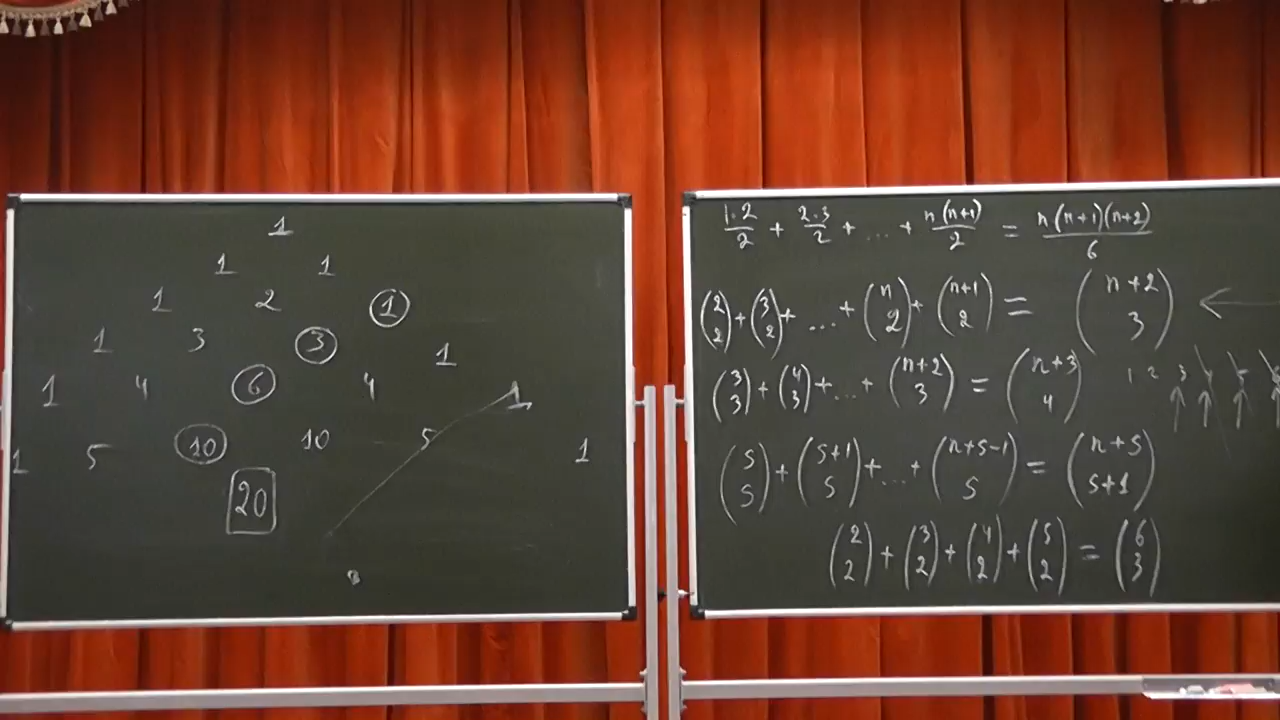 1
1 1
1 2 1
1 3 3 1
1 4 6 4 1
1 5 10 10 5 1
20
1·2/2 + 2·3/2 + ... + n(n+1)/2 = n(n+1)(n+2)/6
(2 2) + (3 2) + ... + (n 2) + (n+1 2) = (n+2 3) ←
(3 3) + (4 3) + ... + (n+2 3) = (n+3 4) 1 2 3
(s s) + (s+1 s) + ... + (n+s-1 s) = (n+s s+1)
(2 2) + (3 2) + (4 2) + (5 2) = (6 3)